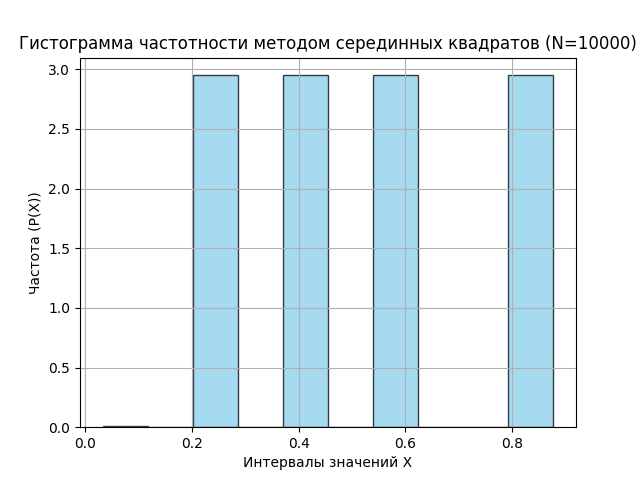 Гистограмма частотности методом серединных квадратов (N=10000)
3.0
2.5
2.0
1.5
1.0
0.5
0.0
Частота (P(X))
0.0 0.2 0.4 0.6 0.8
Интервалы значений X